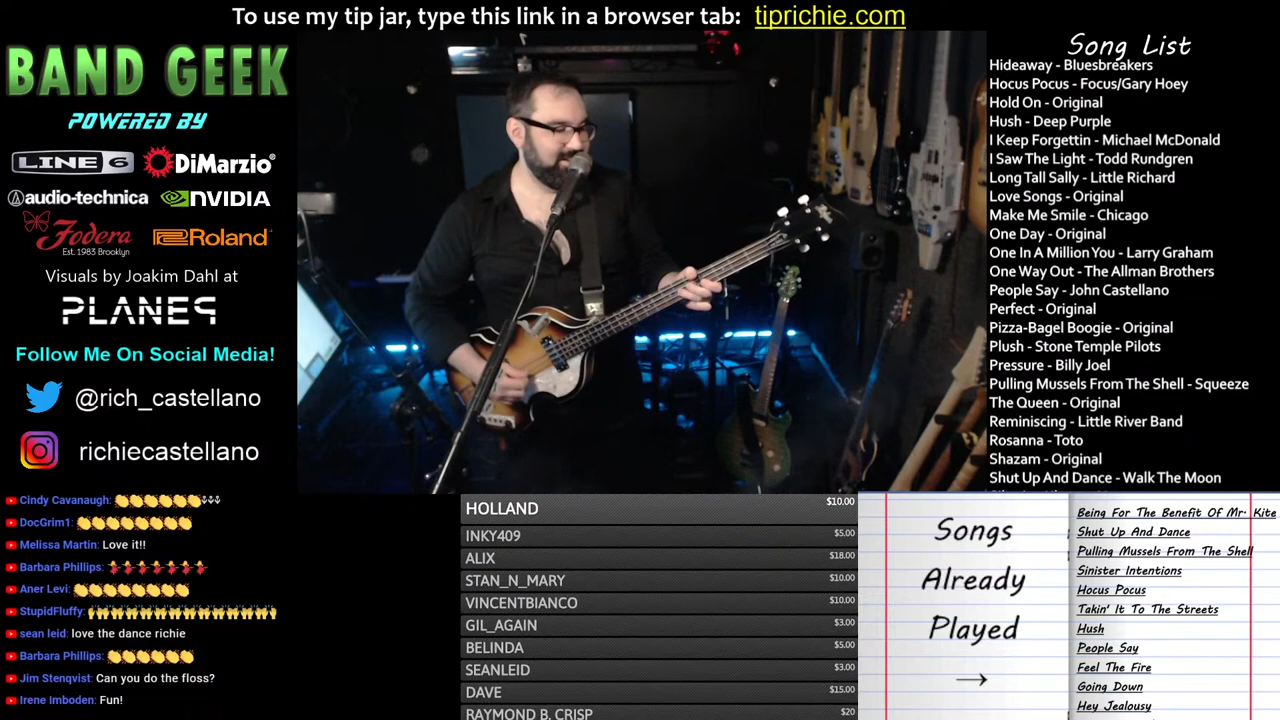 To use my tip jar, type this link in a browser tab: tiprichie.com
BAND GEEK
POWERED BY
LINE 6
DiMarzio
audio-technica
NVIDIA
Fodera
Est. 1983 Brooklyn
Roland
Visuals by Joakim Dahl at
PLANE9
Follow Me On Social Media!
@rich_castellano
richiecastellano
Cindy Cavanaugh: 👏👏👏👏👏👏
DocGrim1: 👏👏👏👏👏👏👏👏
Melissa Martin: Love it!!
Barbara Phillips: 💃💃💃💃💃💃💃
Aner Levi: 👏👏👏👏👏👏👏👏
StupidFluffy:
sean leid: love the dance richie
Barbara Phillips: 👏👏👏👏👏👏
Jim Stenqvist: Can you do the floss?
Irene Imboden: Fun!
HOLLAND $10.00
INKY409 $5.00
ALIX $18.00
STAN_N_MARY $10.00
VINCENTBIANCO $10.00
GIL_AGAIN $3.00
BELINDA $5.00
SEANLEID $3.00
DAVE $15.00
RAYMOND B. CRISP $20
Song List
Hideaway - Bluesbreakers
Hocus Pocus - Focus/Gary Hoey
Hold On - Original
Hush - Deep Purple
I Keep Forgettin - Michael McDonald
I Saw The Light - Todd Rundgren
Long Tall Sally - Little Richard
Love Songs - Original
Make Me Smile - Chicago
One Day - Original
One In A Million You - Larry Graham
One Way Out - The Allman Brothers
People Say - John Castellano
Perfect - Original
Pizza-Bagel Boogie - Original
Plush - Stone Temple Pilots
Pressure - Billy Joel
Pulling Mussels From The Shell - Squeeze
The Queen - Original
Reminiscing - Little River Band
Rosanna - Toto
Shazam - Original
Shut Up And Dance - Walk The Moon
Songs
Already
Played
→
Being For The Benefit Of Mr. Kite
Shut Up And Dance
Pulling Mussels From The Shell
Sinister Intentions
Hocus Pocus
Takin' It To The Streets
Hush
People Say
Feel The Fire
Going Down
Hey Jealousy